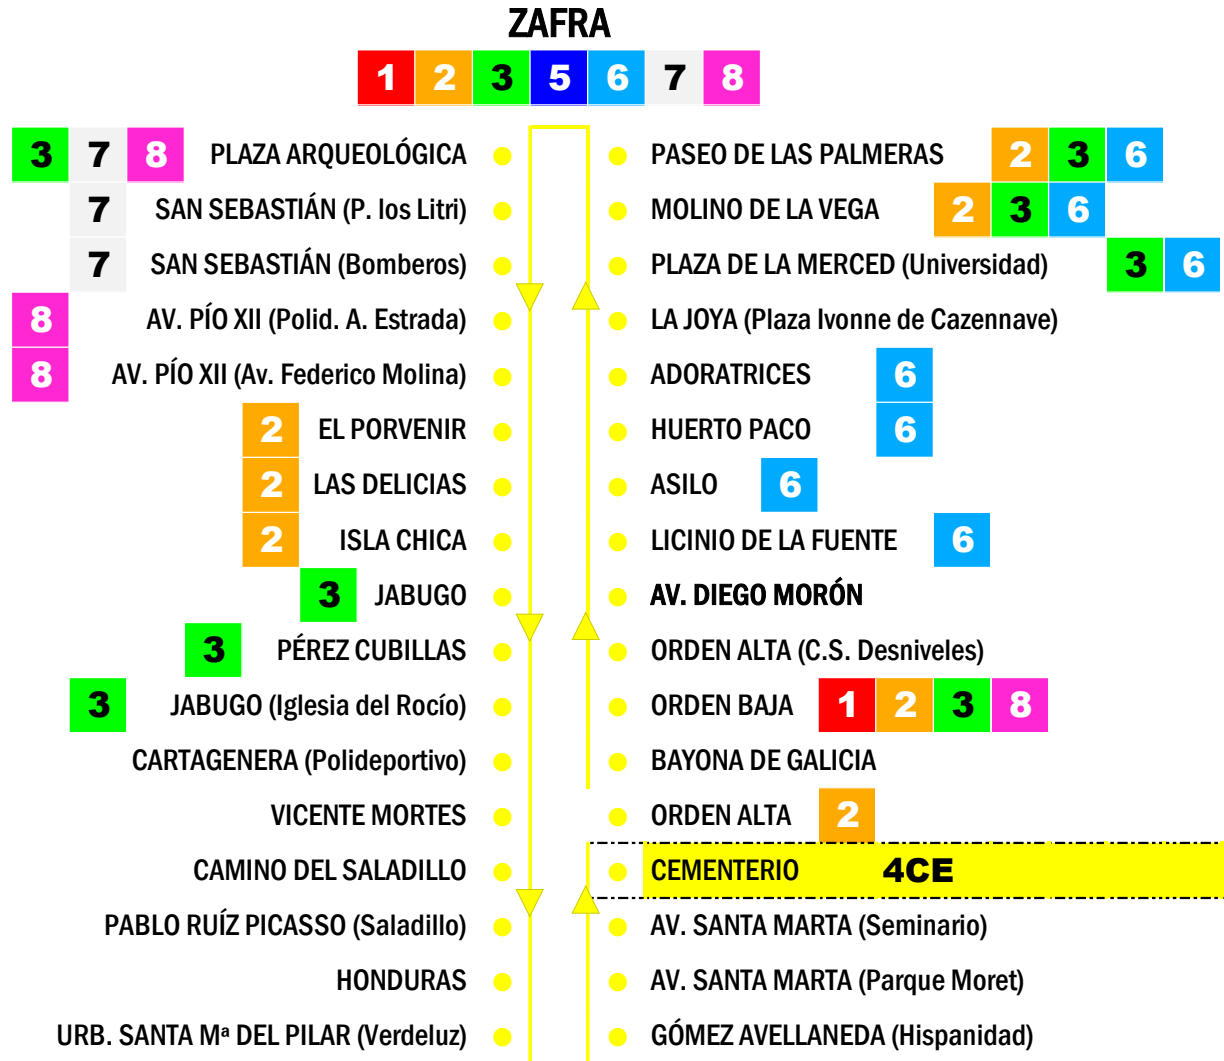 ZAFRA
1 2 3 5 6 7 8
3 7 8 PLAZA ARQUEOLÓGICA
7 SAN SEBASTIÁN (P. los Litri)
7 SAN SEBASTIÁN (Bomberos)
8 AV. PÍO XII (Polid. A. Estrada)
8 AV. PÍO XII (Av. Federico Molina)
2 EL PORVENIR
2 LAS DELICIAS
2 ISLA CHICA
3 JABUGO
3 PÉREZ CUBILLAS
3 JABUGO (Iglesia del Rocío)
CARTAGENERA (Polideportivo)
VICENTE MORTES
CAMINO DEL SALADILLO
PABLO RUÍZ PICASSO (Saladillo)
HONDURAS
URB. SANTA Mª DEL PILAR (Verdeluz)
PASEO DE LAS PALMERAS 2 3 6
MOLINO DE LA VEGA 2 3 6
PLAZA DE LA MERCED (Universidad) 3 6
LA JOYA (Plaza Ivonne de Cazennave)
ADORATRICES 6
HUERTO PACO 6
ASILO 6
LICINIO DE LA FUENTE 6
AV. DIEGO MORÓN
ORDEN ALTA (C.S. Desniveles)
ORDEN BAJA 1 2 3 8
BAYONA DE GALICIA
ORDEN ALTA 2
CEMENTERIO 4CE
AV. SANTA MARTA (Seminario)
AV. SANTA MARTA (Parque Moret)
GÓMEZ AVELLANEDA (Hispanidad)